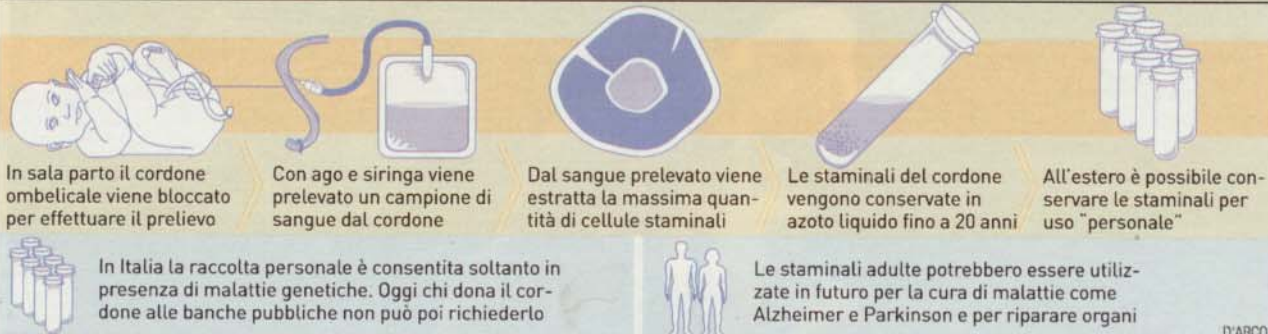 In sala parto il cordone
ombelicale viene bloccato
per effettuare il prelievo
Con ago e siringa viene
prelevato un campione di
sangue dal cordone
Dal sangue prelevato viene
estratta la massima quan-
tità di cellule staminali
Le staminali del cordone
vengono conservate in
azoto liquido fino a 20 anni
All'estero è possibile con-
servare le staminali per
uso "personale"
In Italia la raccolta personale è consentita soltanto in
presenza di malattie genetiche. Oggi chi dona il cor-
done alle banche pubbliche non può poi richiederlo
Le staminali adulte potrebbero essere utiliz-
zate in futuro per la cura di malattie come
Alzheimer e Parkinson e per riparare organi
D'ARCO